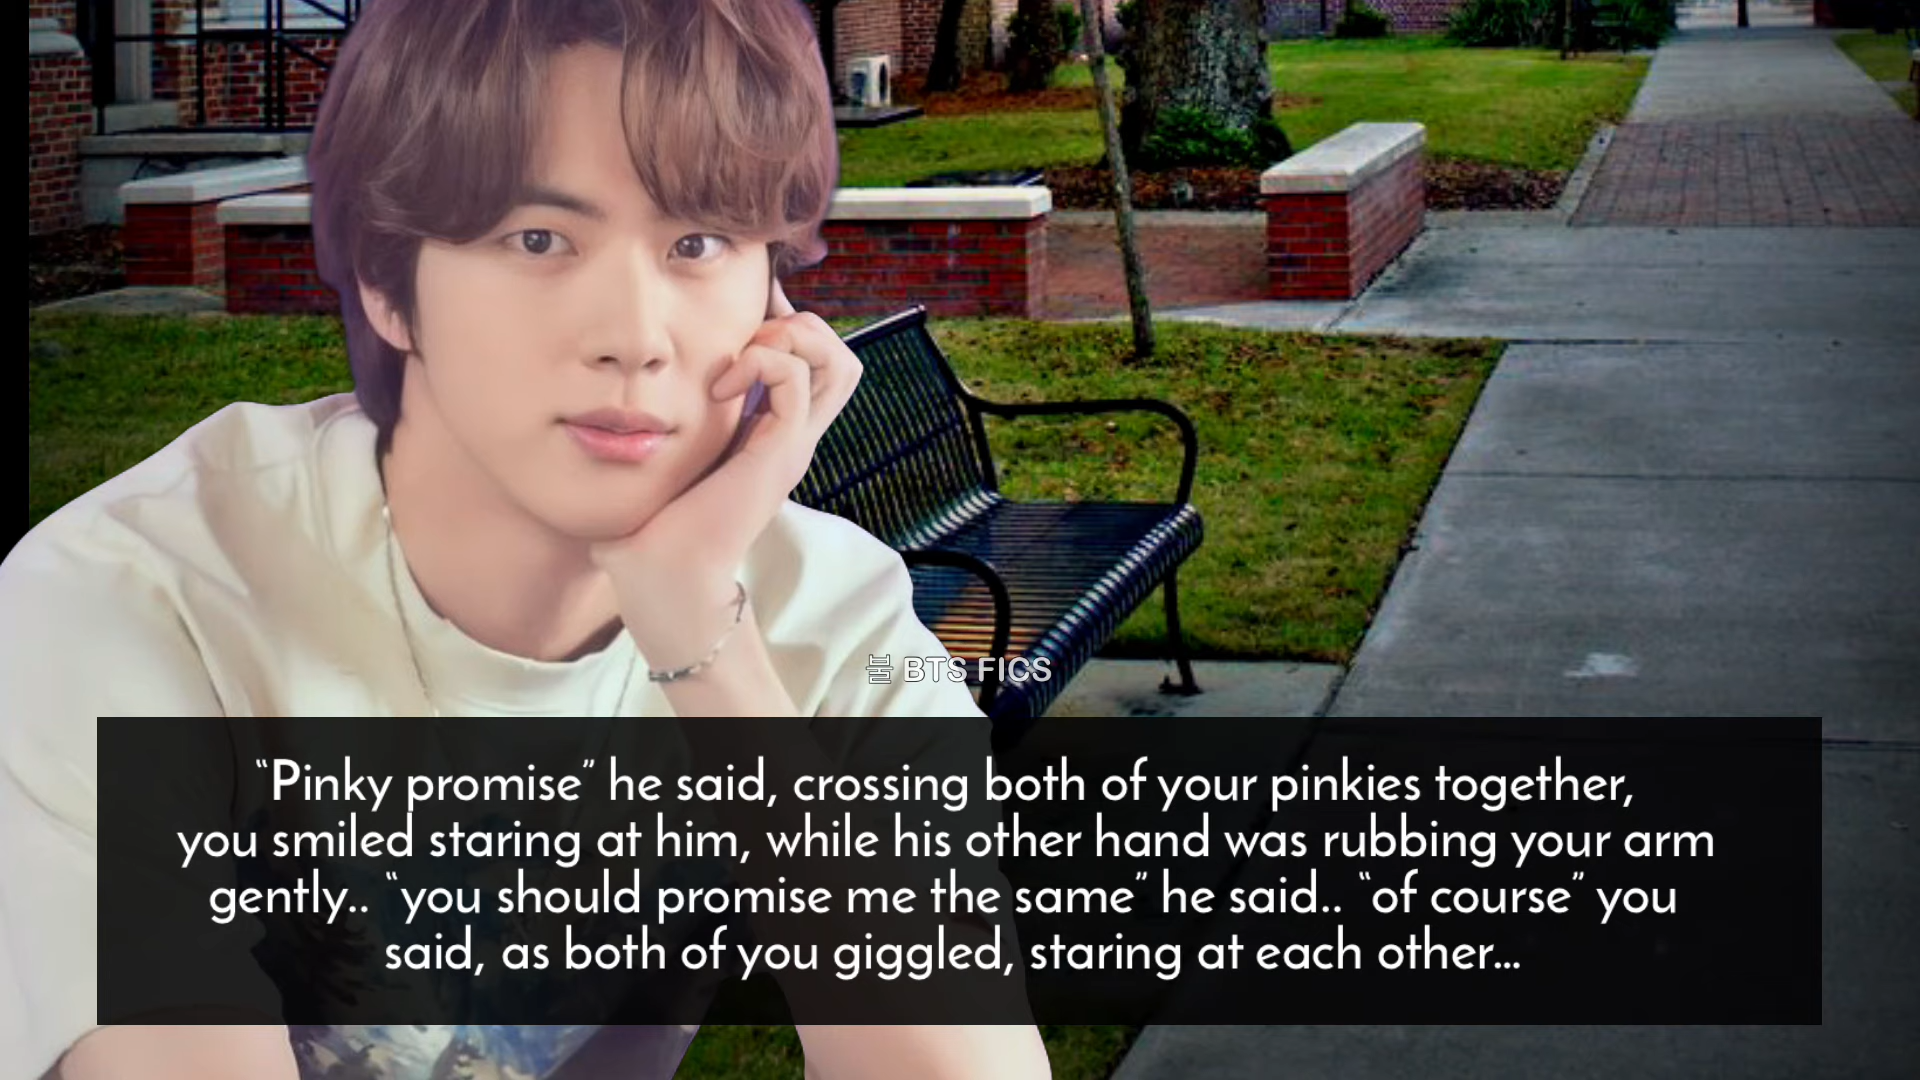 불 BTS FICS
“Pinky promise” he said, crossing both of your pinkies together,
you smiled staring at him, while his other hand was rubbing your arm
gently.. “you should promise me the same” he said.. “of course” you
said, as both of you giggled, staring at each other...